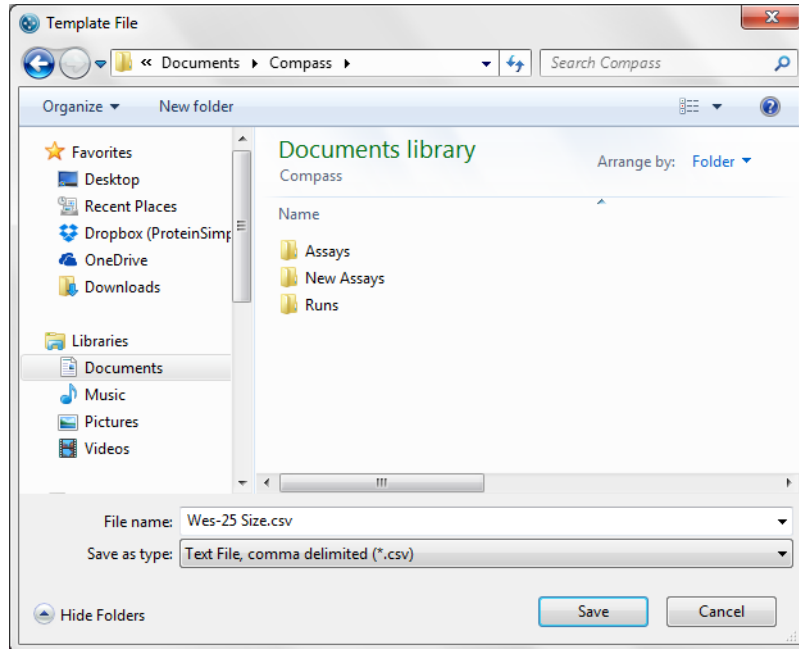 Template File
« Documents Compass
Search Compass
Organize New folder
Favorites
Desktop
Recent Places
Dropbox (ProteinSimp
OneDrive
Downloads
Libraries
Documents
Music
Pictures
Videos
Documents library
Compass
Arrange by: Folder
Name
Assays
New Assays
Runs
File name: Wes-25 Size.csv
Save as type: Text File, comma delimited (*.csv)
Hide Folders
Save
Cancel